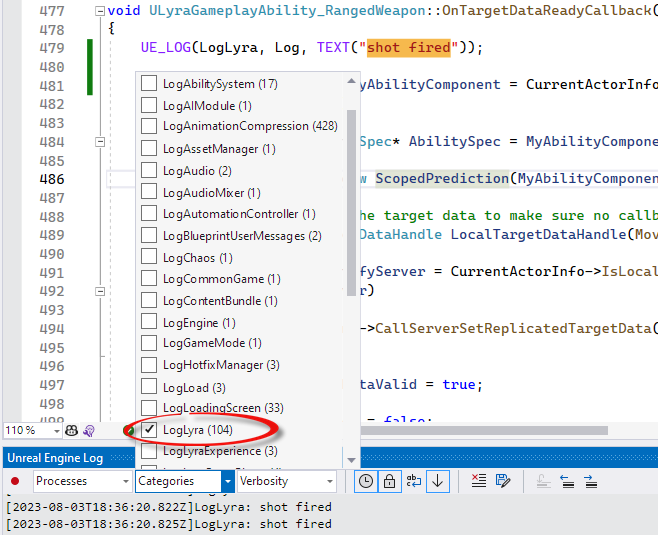 477 void ULyraGameplayAbility_RangedWeapon::OnTargetDataReadyCallback(
478 {
479 UE_LOG(LogLyra, Log, TEXT("shot fired"));
480
481 yAbilityComponent = CurrentActorInfo
482
483
484 Spec* AbilitySpec = MyAbilityCompon
485
486 ScopedPrediction(MyAbilityComponen
487
488 he target data to make sure no callb
489 DataHandle LocalTargetDataHandle(Mov
490
491 fyServer = CurrentActorInfo->IsLocal
492 r)
493
494 ->CallServerSetReplicatedTargetData(
495
496
497 taValid = true;
498
= false;
LogAbilitySystem (17)
LogAIModule (1)
LogAnimationCompression (428)
LogAssetManager (1)
LogAudio (2)
LogAudioMixer (1)
LogAutomationController (1)
LogBlueprintUserMessages (2)
LogChaos (1)
LogCommonGame (1)
LogContentBundle (1)
LogEngine (1)
LogGameMode (1)
LogHotfixManager (3)
LogLoad (3)
LogLoadingScreen (33)
LogLyra (104)
LogLyraExperience (3)
110 %
Unreal Engine Log
Processes Categories Verbosity
[2023-08-03T18:36:20.822Z]LogLyra: shot fired
[2023-08-03T18:36:20.825Z]LogLyra: shot fired